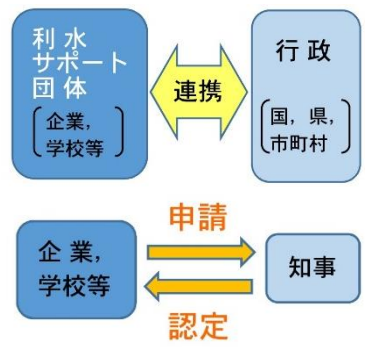 利水
サポート
団体
企業，
学校等
連携
行政
国，県，
市町村
申請
企業，
学校等
知事
認定